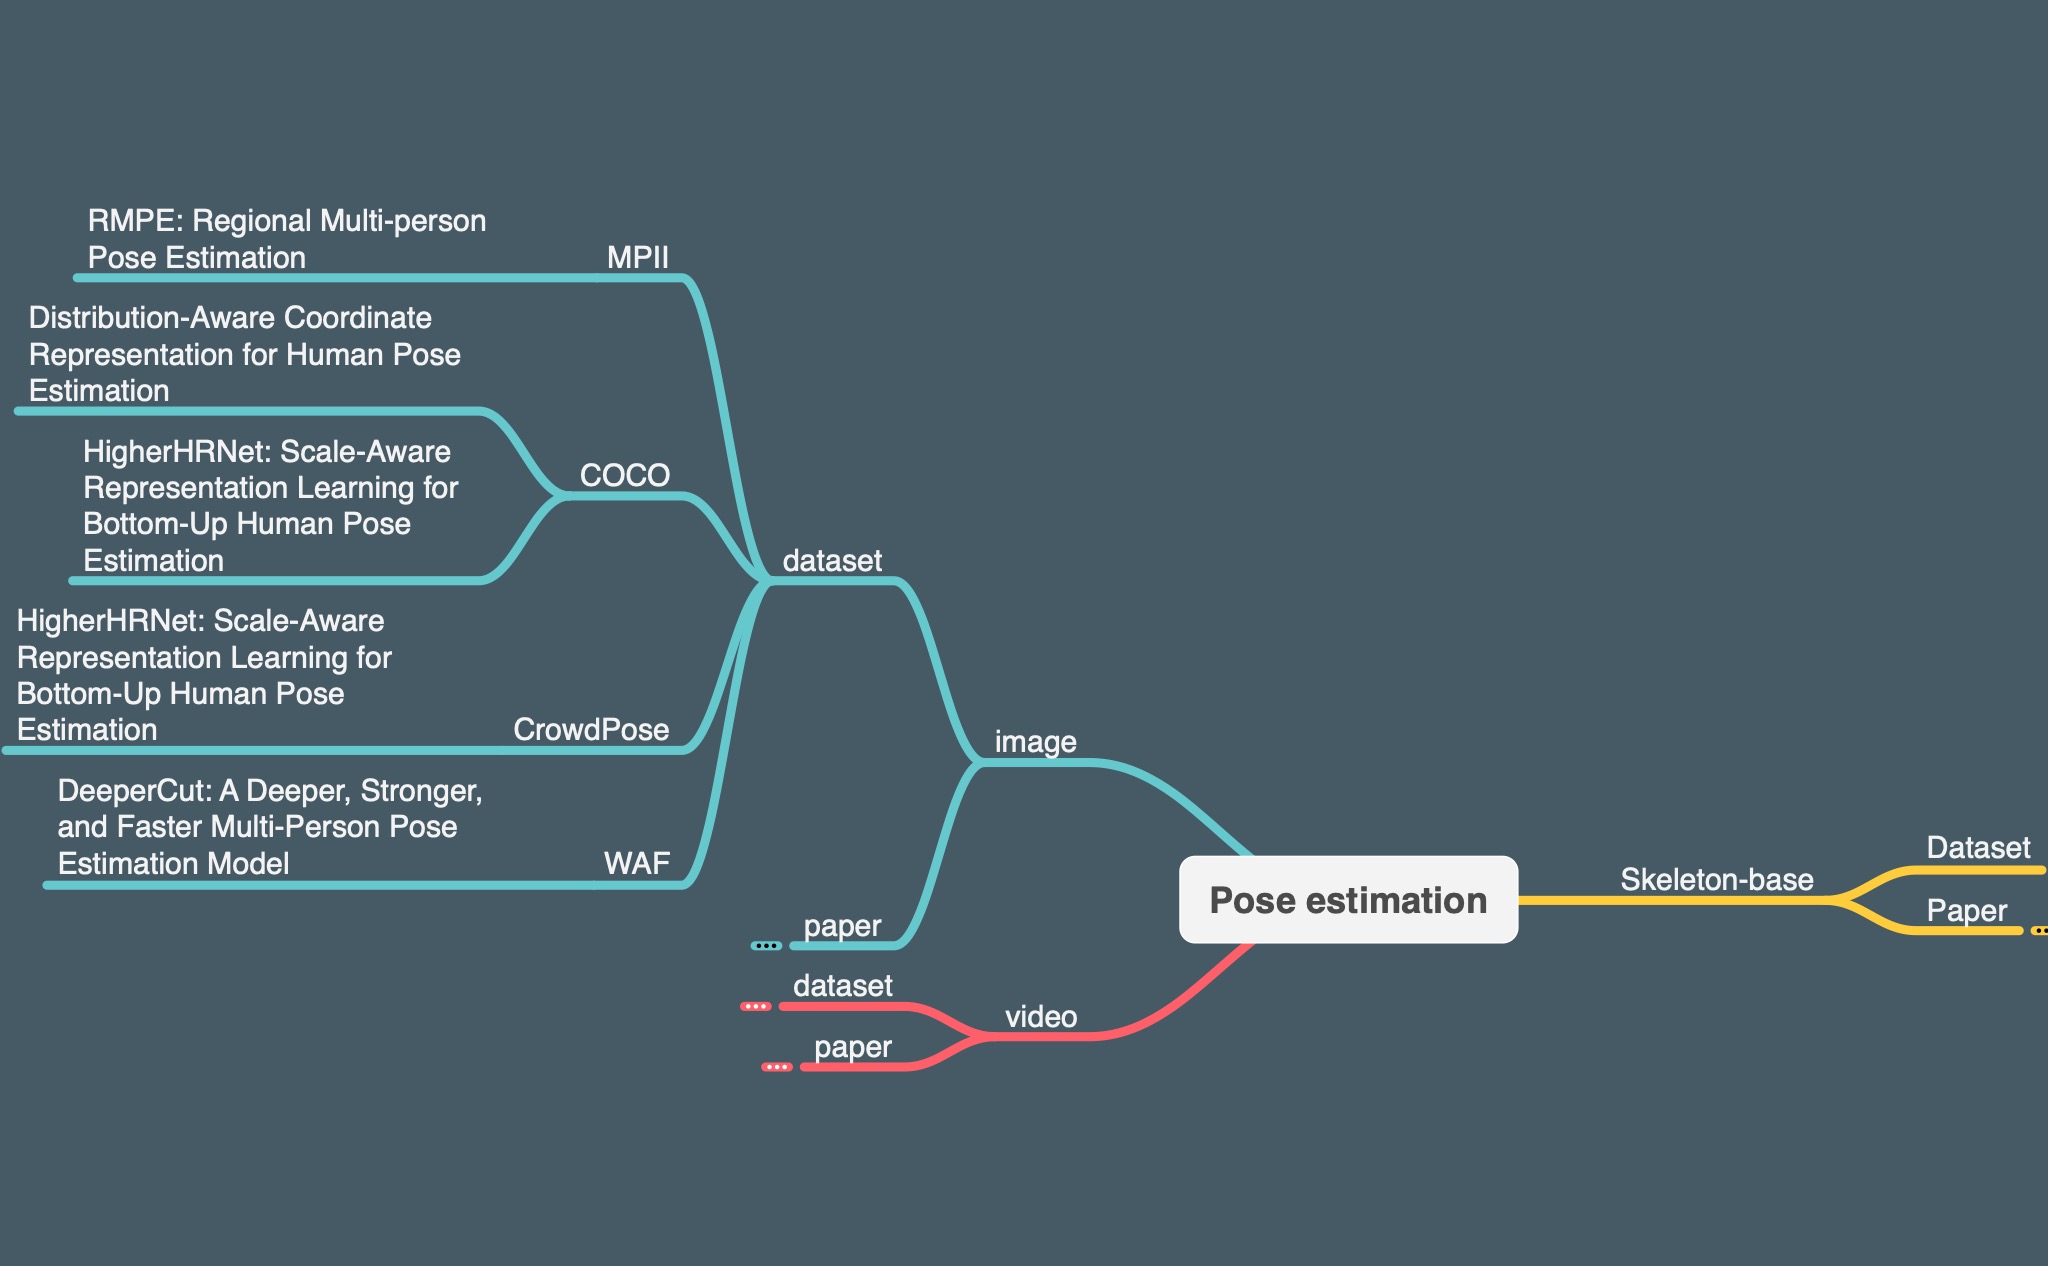 RMPE: Regional Multi-person
Pose Estimation
MPII
Distribution-Aware Coordinate
Representation for Human Pose
Estimation
HigherHRNet: Scale-Aware
Representation Learning for
Bottom-Up Human Pose
Estimation
COCO
HigherHRNet: Scale-Aware
Representation Learning for
Bottom-Up Human Pose
Estimation
CrowdPose
DeeperCut: A Deeper, Stronger,
and Faster Multi-Person Pose
Estimation Model
WAF
dataset
paper
image
dataset
paper
video
Pose estimation
Skeleton-base
Dataset
Paper